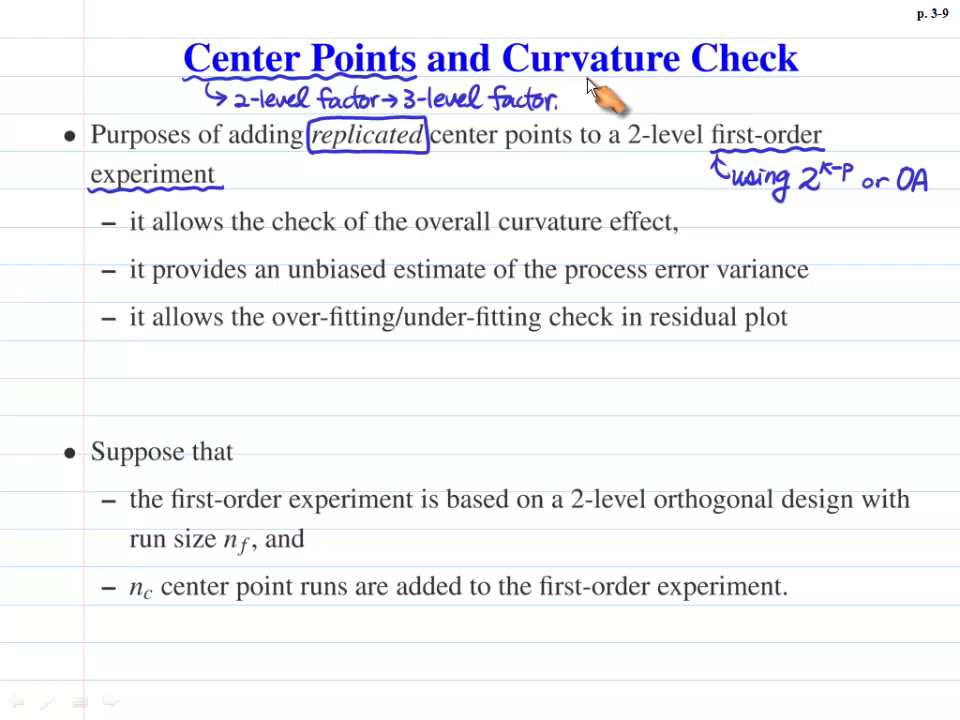 p. 3-9
Center Points and Curvature Check
↳ 2-level factor → 3-level factor.
• Purposes of adding replicated center points to a 2-level first-order
experiment
using 2^{k-p} or OA
– it allows the check of the overall curvature effect,
– it provides an unbiased estimate of the process error variance
– it allows the over-fitting/under-fitting check in residual plot
• Suppose that
– the first-order experiment is based on a 2-level orthogonal design with
run size n_f, and
– n_c center point runs are added to the first-order experiment.